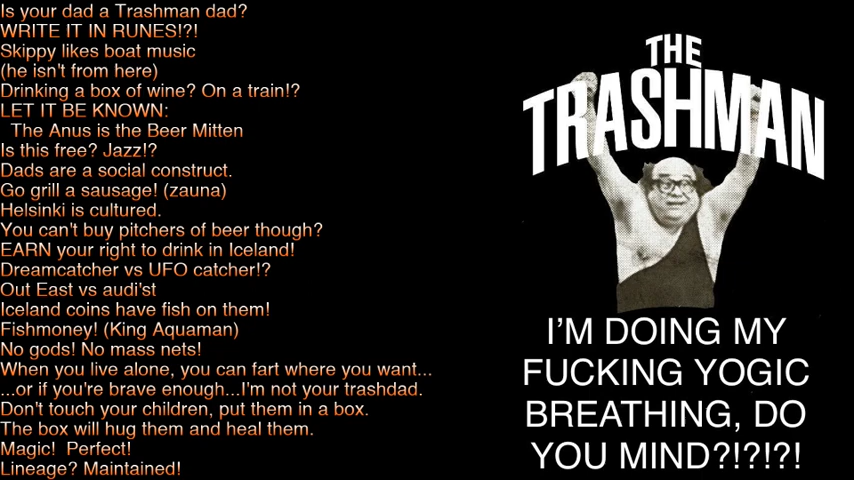 Is your dad a Trashman dad?
WRITE IT IN RUNES!?!
Skippy likes boat music
(he isn't from here)
Drinking a box of wine? On a train!?
LET IT BE KNOWN:
The Anus is the Beer Mitten
Is this free? Jazz!?
Dads are a social construct.
Go grill a sausage! (zauna)
Helsinki is cultured.
You can't buy pitchers of beer though?
EARN your right to drink in Iceland!
Dreamcatcher vs UFO catcher!?
Out East vs audi'st
Iceland coins have fish on them!
Fishmoney! (King Aquaman)
No gods! No mass nets!
When you live alone, you can fart where you want...
...or if you're brave enough...I'm not your trashdad.
Don't touch your children, put them in a box.
The box will hug them and heal them.
Magic!  Perfect!
Lineage? Maintained!
THE
TRASHMAN
I'M DOING MY
FUCKING YOGIC
BREATHING, DO
YOU MIND?!?!?!